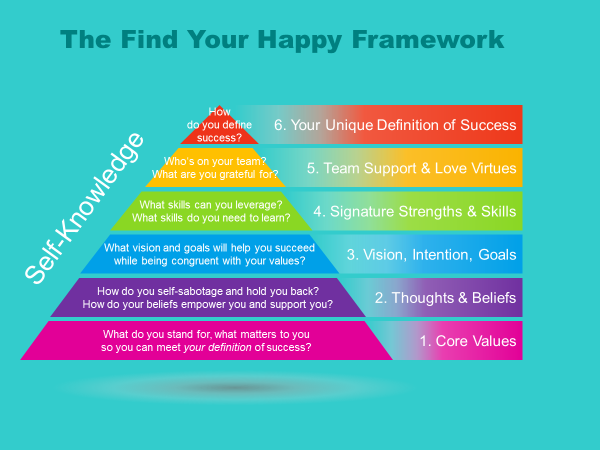 The Find Your Happy Framework
Self-Knowledge
How
do you define
success?
6. Your Unique Definition of Success
Who's on your team?
What are you grateful for?
5. Team Support & Love Virtues
What skills can you leverage?
What skills do you need to learn?
4. Signature Strengths & Skills
What vision and goals will help you succeed
while being congruent with your values?
3. Vision, Intention, Goals
How do you self-sabotage and hold you back?
How do your beliefs empower you and support you?
2. Thoughts & Beliefs
What do you stand for, what matters to you
so you can meet your definition of success?
1. Core Values